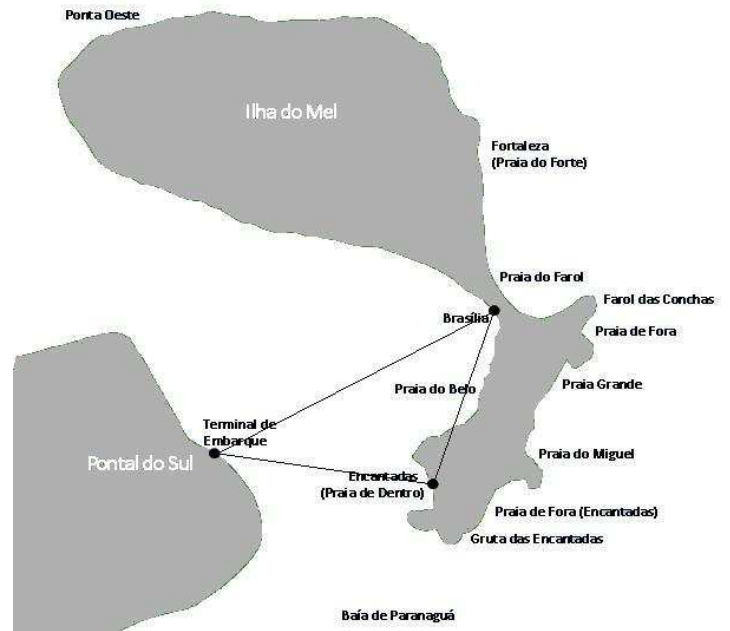 Ponta Oeste
Ilha do Mel
Fortaleza
(Praia do Forte)
Praia do Farol
Farol das Conchas
Brasília
Praia de Fora
Praia do Belo
Praia Grande
Terminal de
Embarque
Praia do Miguel
Pontal do Sul
Encantadas
(Praia de Dentro)
Praia de Fora (Encantadas)
Gruta das Encantadas
Baía de Paranaguá